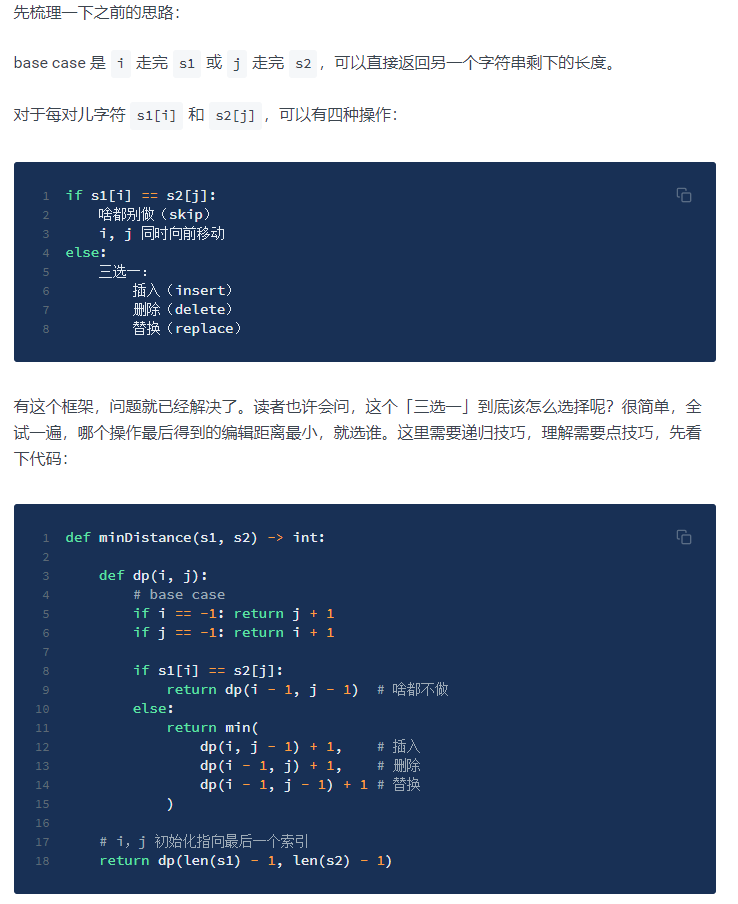 先梳理一下之前的思路：
base case 是 i 走完 s1 或 j 走完 s2，可以直接返回另一个字符串剩下的长度。
对于每对儿字符 s1[i] 和 s2[j]，可以有四种操作：
1 if s1[i] == s2[j]:
2     啥都别做（skip）
3     i, j 同时向前移动
4 else:
5     三选一：
6         插入（insert）
7         删除（delete）
8         替换（replace）
有这个框架，问题就已经解决了。读者也许会问，这个「三选一」到底该怎么选择呢？很简单，全
试一遍，哪个操作最后得到的编辑距离最小，就选谁。这里需要递归技巧，理解需要点技巧，先看
下代码：
1 def minDistance(s1, s2) -> int:
2
3     def dp(i, j):
4         # base case
5         if i == -1: return j + 1
6         if j == -1: return i + 1
7
8         if s1[i] == s2[j]:
9             return dp(i - 1, j - 1)  # 啥都不做
10         else:
11             return min(
12                 dp(i, j - 1) + 1,    # 插入
13                 dp(i - 1, j) + 1,    # 删除
14                 dp(i - 1, j - 1) + 1 # 替换
15             )
16
17     # i，j 初始化指向最后一个索引
18     return dp(len(s1) - 1, len(s2) - 1)